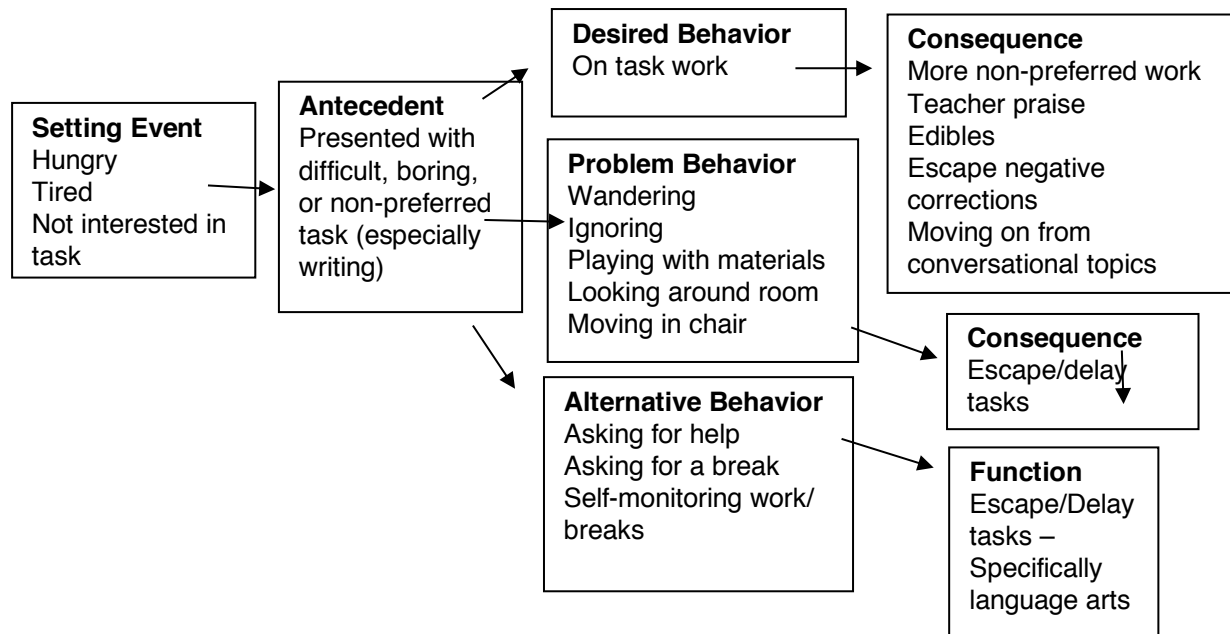 Setting Event
Hungry
Tired
Not interested in
task
Antecedent
Presented with
difficult, boring,
or non-preferred
task (especially
writing)
Desired Behavior
On task work
Problem Behavior
Wandering
Ignoring
Playing with materials
Looking around room
Moving in chair
Alternative Behavior
Asking for help
Asking for a break
Self-monitoring work/
breaks
Consequence
More non-preferred work
Teacher praise
Edibles
Escape negative
corrections
Moving on from
conversational topics
Consequence
Escape/delay
tasks
Function
Escape/Delay
tasks –
Specifically
language arts